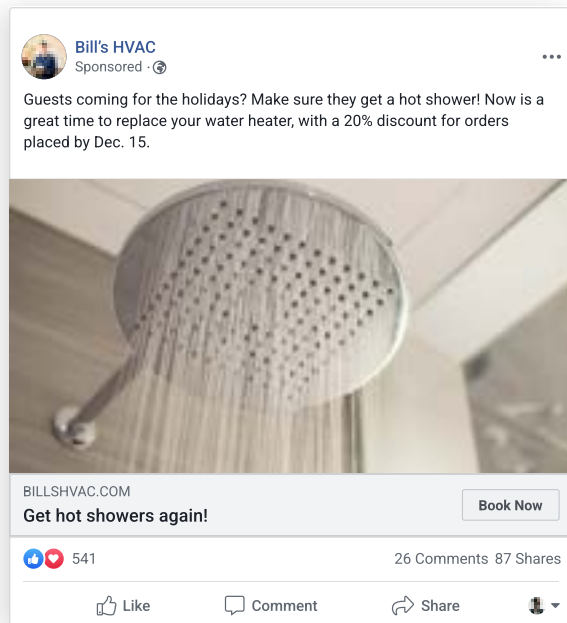 Bill's HVAC
Sponsored ·
Guests coming for the holidays? Make sure they get a hot shower! Now is a
great time to replace your water heater, with a 20% discount for orders
placed by Dec. 15.
BILLSHVAC.COM
Get hot showers again!
Book Now
541
26 Comments 87 Shares
Like
Comment
Share